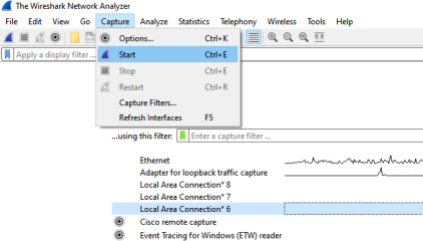 The Wireshark Network Analyzer
File Edit View Go Capture Analyze Statistics Telephony Wireless Tools Help
Options... Ctrl+K
Start Ctrl+E
Stop Ctrl+E
Restart Ctrl+R
Capture Filters...
Refresh Interfaces F5
Apply a display filter ...
...using this filter: Enter a capture filter ...
Ethernet
Adapter for loopback traffic capture
Local Area Connection* 8
Local Area Connection* 7
Local Area Connection* 6
Cisco remote capture
Event Tracing for Windows (ETW) reader